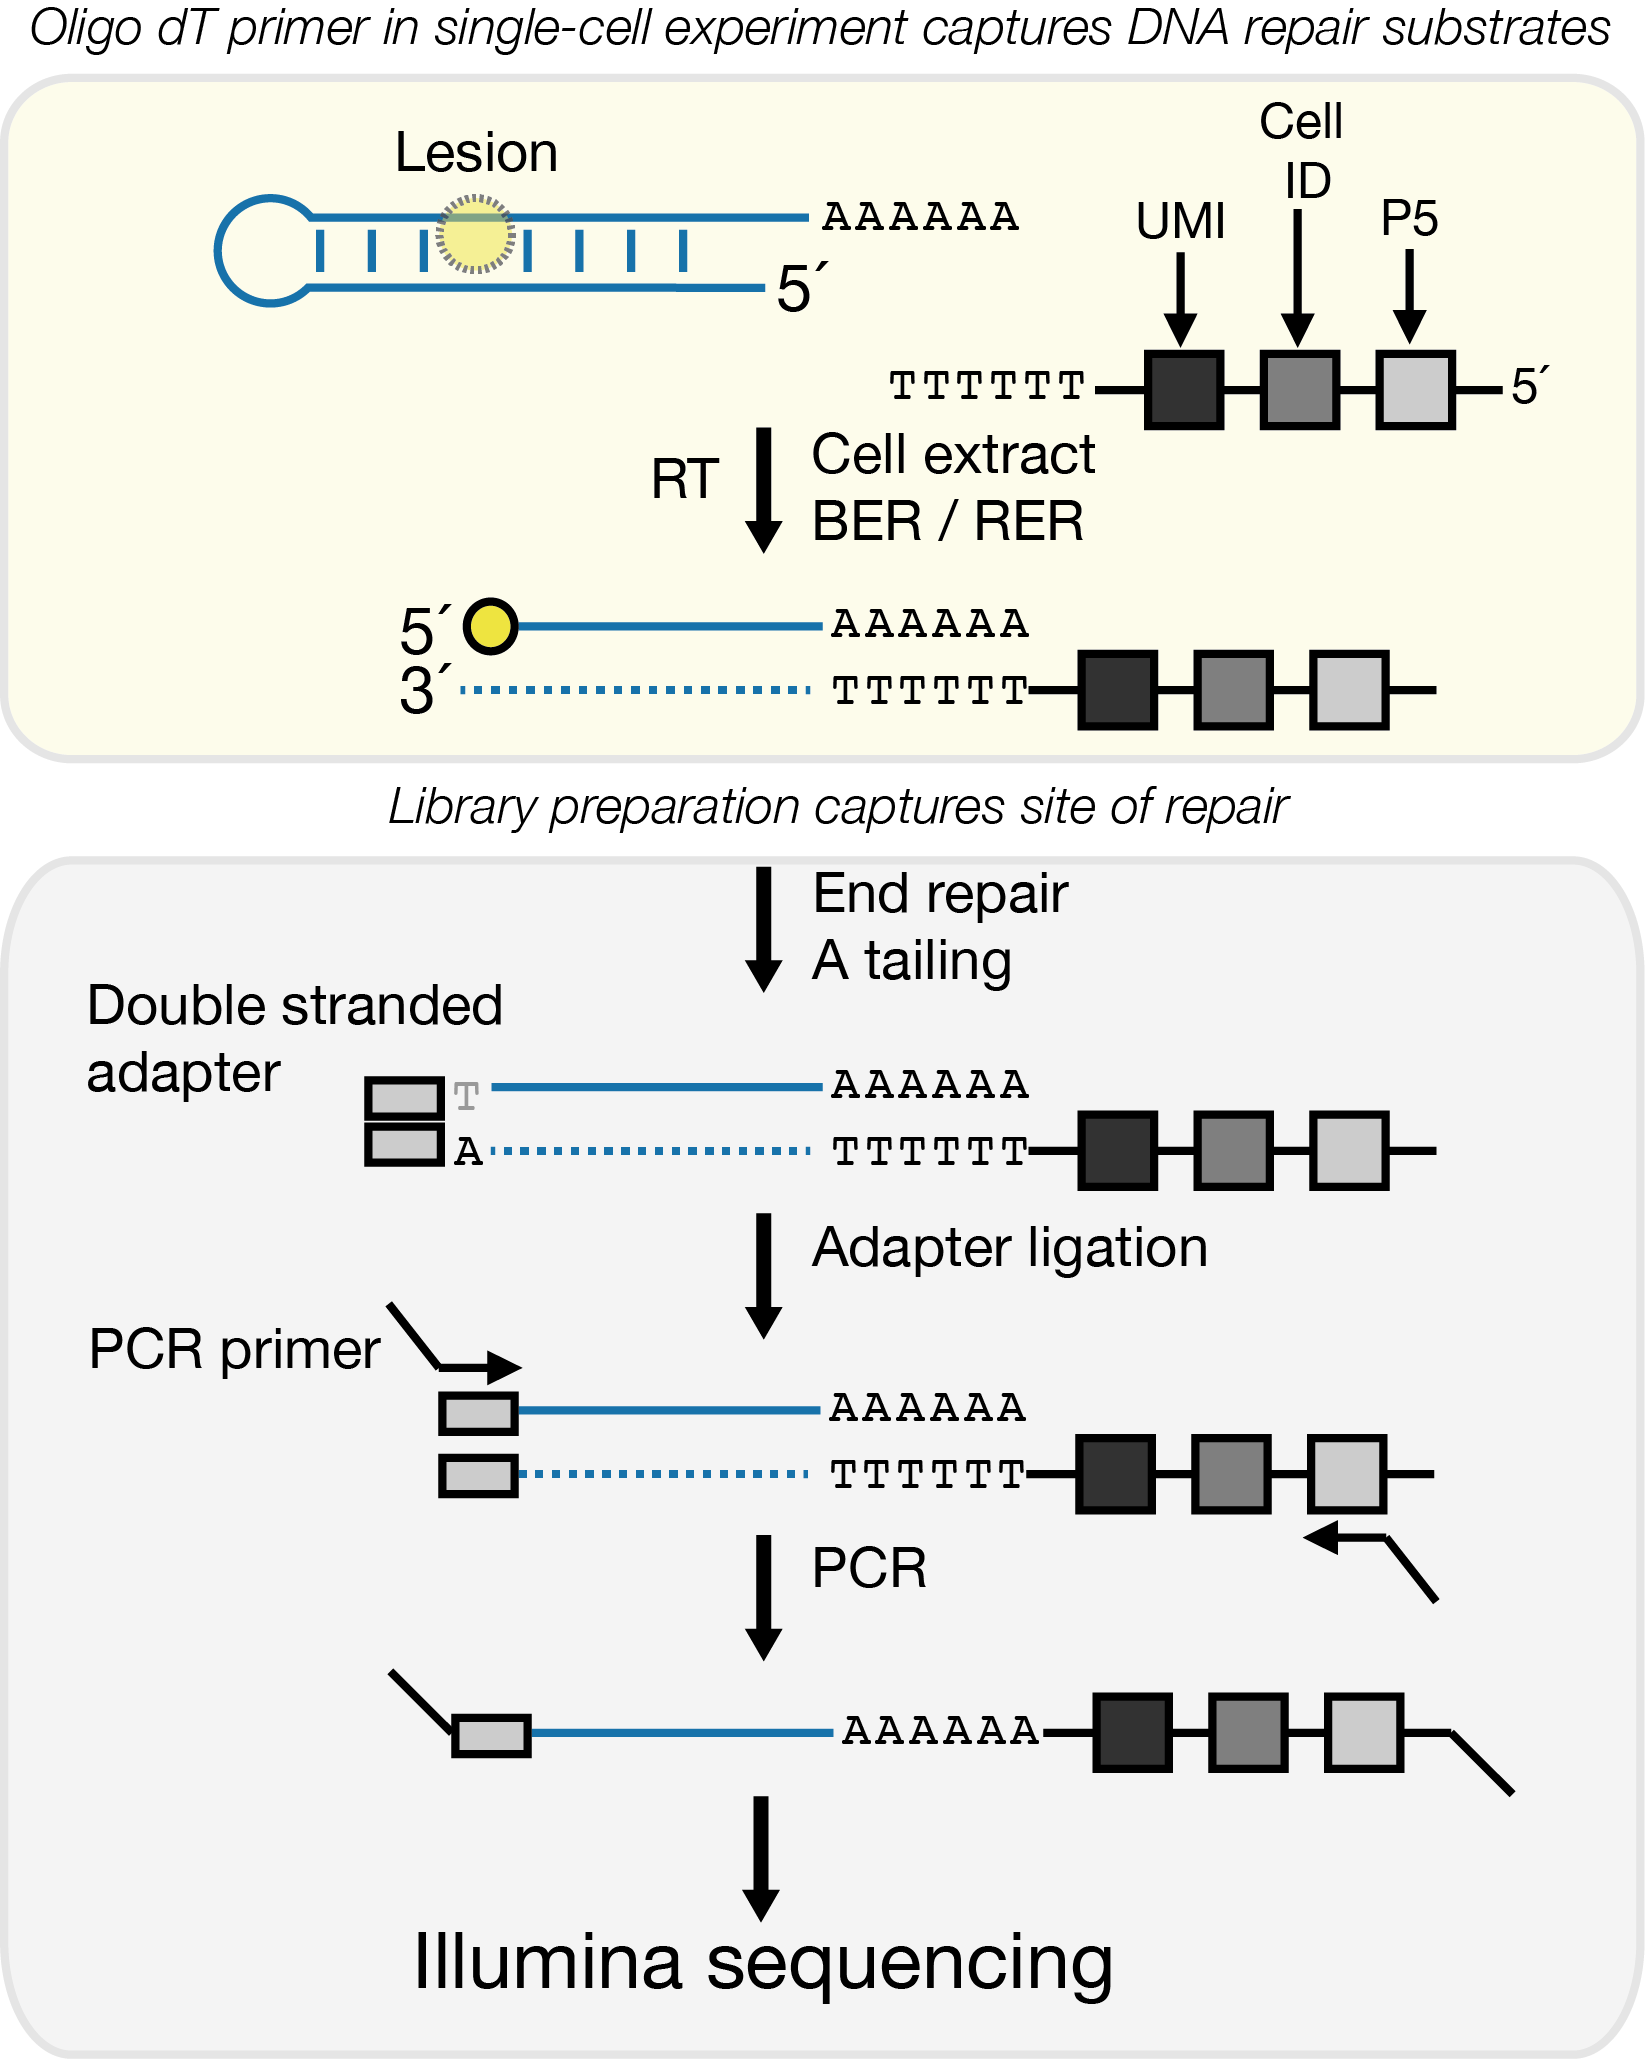 Oligo dT primer in single-cell experiment captures DNA repair substrates
Lesion
Cell
ID
UMI
P5
AAAAAA
5´
TTTTTT
5´
RT
Cell extract
BER / RER
5´
AAAAAA
3´
TTTTTT
Library preparation captures site of repair
End repair
A tailing
Double stranded
adapter
T
AAAAAA
A
TTTTTT
Adapter ligation
PCR primer
AAAAAA
TTTTTT
PCR
AAAAAA
Illumina sequencing